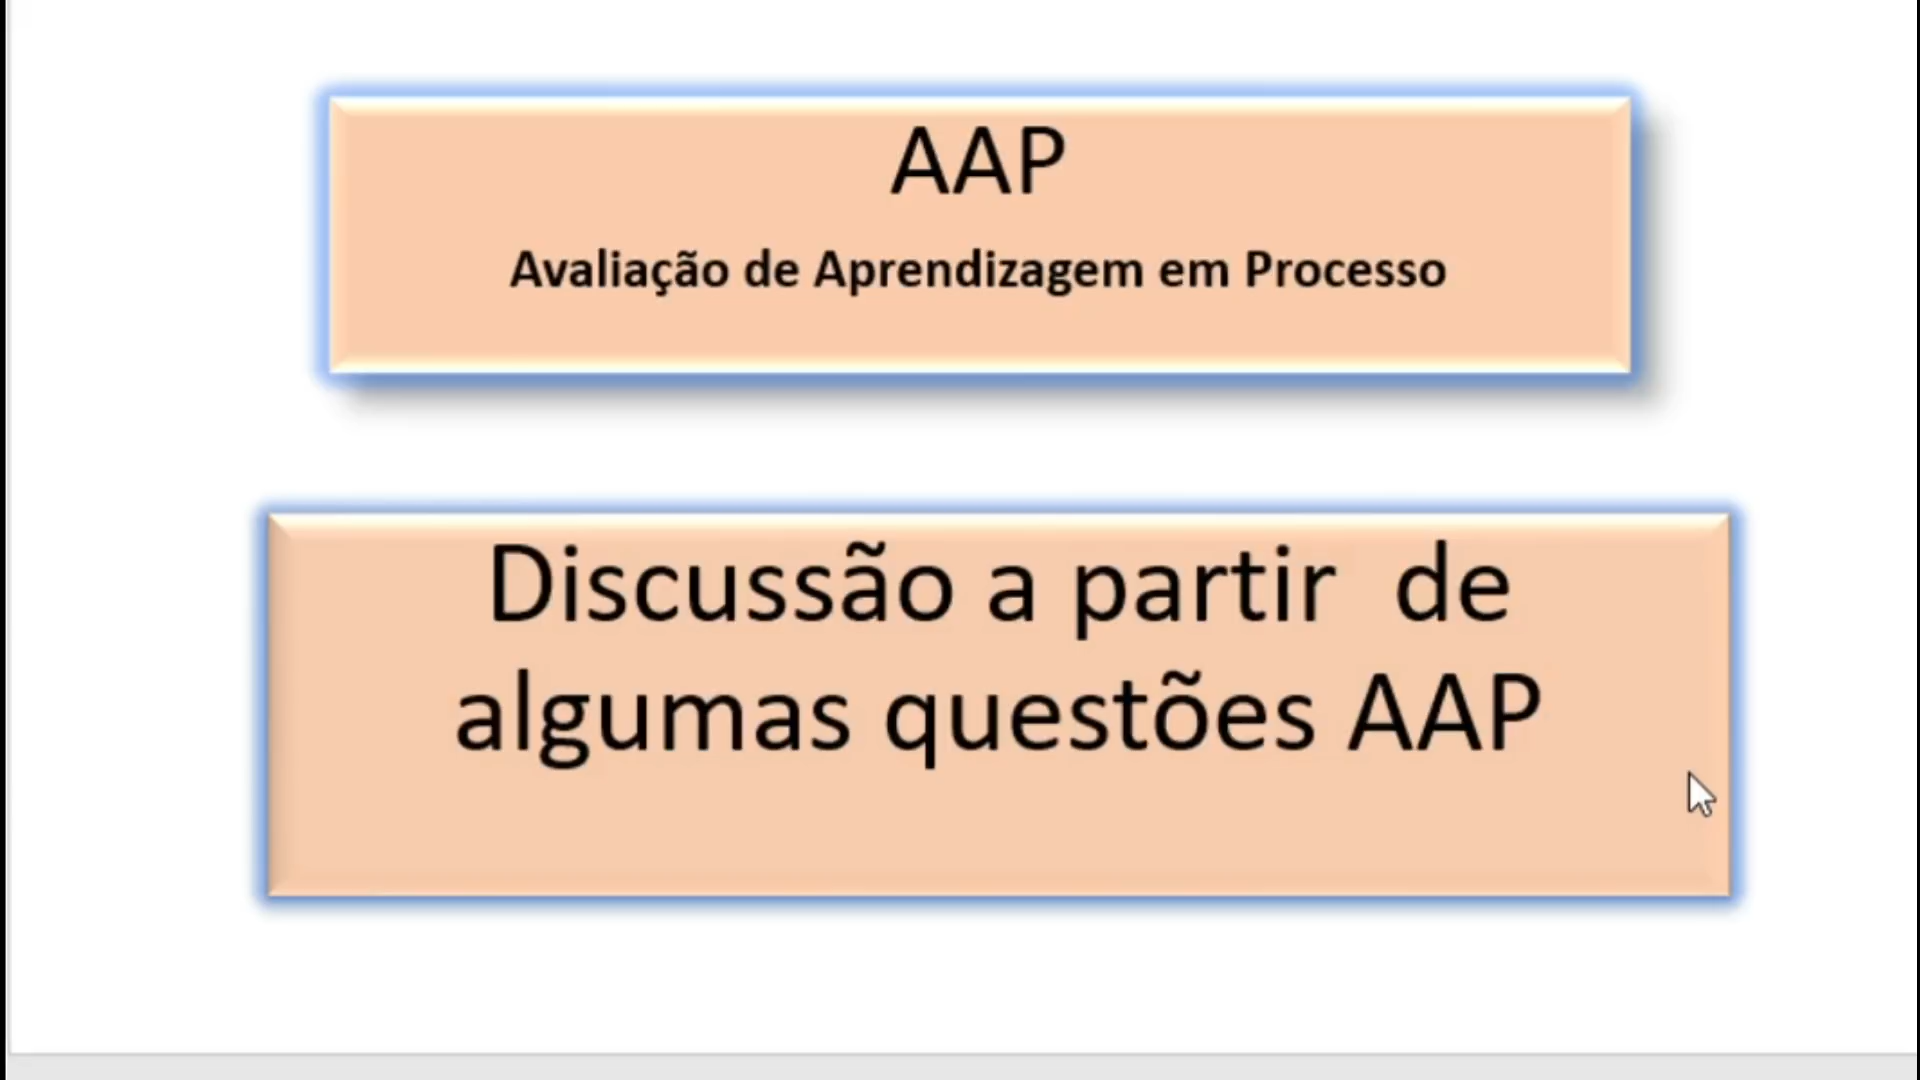 AAP
Avaliação de Aprendizagem em Processo
Discussão a partir  de
algumas questões AAP